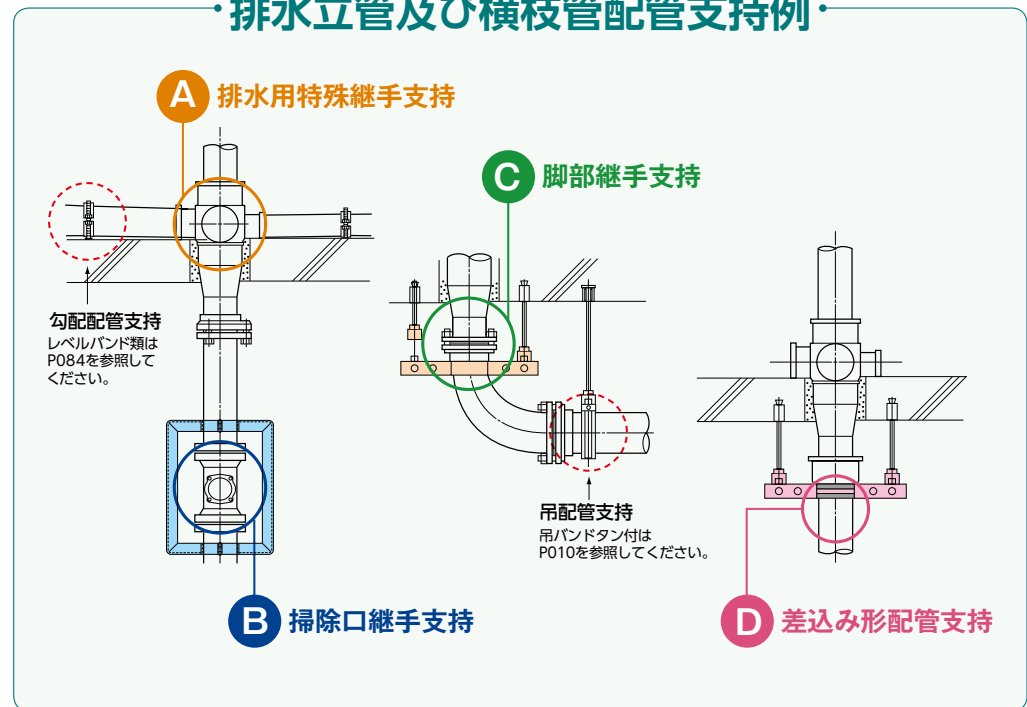 ・排水立管及び横枝管配管支持例・
A 排水用特殊継手支持
C 脚部継手支持
勾配配管支持
レベルバンド類は
P084を参照して
ください。
吊配管支持
吊バンドタン付は
P010を参照してください。
B 掃除口継手支持
D 差込み形配管支持